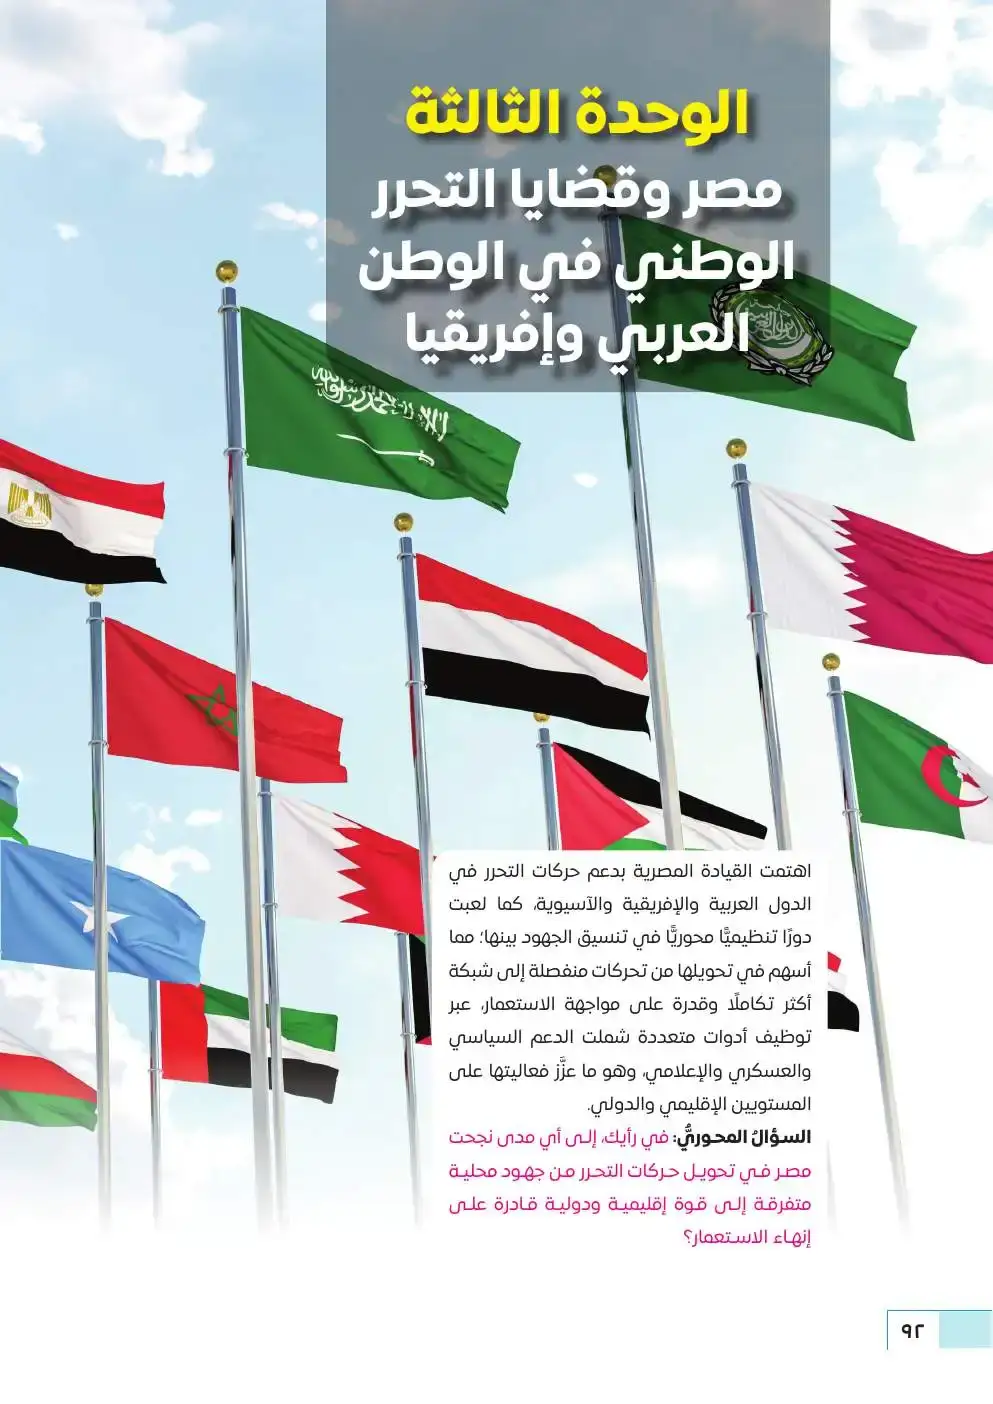 الوحدة الثالثة
مصر وقضايا التحرر
الوطني في الوطن
العربي وإفريقيا
اهتمت القيادة المصرية بدعم حركات التحرر في
الدول العربية والإفريقية والآسيوية، كما لعبت
دورًا تنظيميًّا محوريًّا في تنسيق الجهود بينها؛ مما
أسهم في تحويلها من تحركات منفصلة إلى شبكة
أكثر تكاملًا وقدرة على مواجهة الاستعمار، عبر
توظيف أدوات متعددة شملت الدعم السياسي
والعسكري والإعلامي، وهو ما عزَّز فعاليتها على
المستويين الإقليمي والدولي.
السؤالُ المحوريُّ: في رأيك، إلى أي مدى نجحت
مصر في تحويل حركات التحرر من جهود محلية
متفرقة إلى قوة إقليمية ودولية قادرة على
إنهاء الاستعمار؟
٩٢